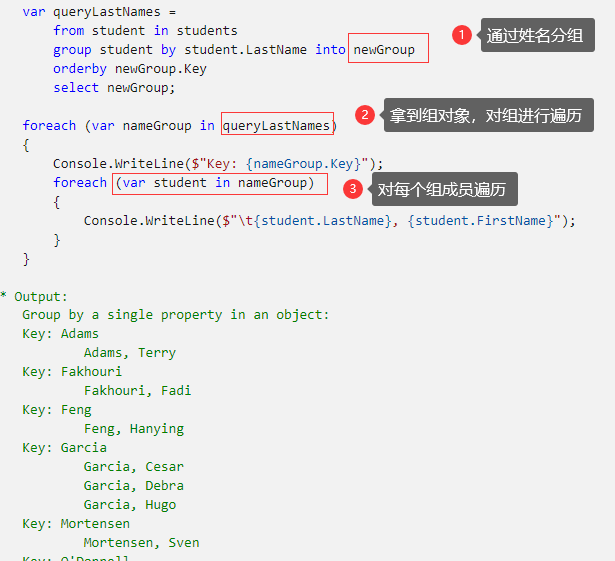 var queryLastNames =
from student in students
group student by student.LastName into newGroup
orderby newGroup.Key
select newGroup;
1 通过姓名分组
foreach (var nameGroup in queryLastNames)
2 拿到组对象，对组进行遍历
{
Console.WriteLine($"Key: {nameGroup.Key}");
foreach (var student in nameGroup)
3 对每个组成员遍历
{
Console.WriteLine($"\t{student.LastName}, {student.FirstName}");
}
}
* Output:
Group by a single property in an object:
Key: Adams
Adams, Terry
Key: Fakhouri
Fakhouri, Fadi
Key: Feng
Feng, Hanying
Key: Garcia
Garcia, Cesar
Garcia, Debra
Garcia, Hugo
Key: Mortensen
Mortensen, Sven
Key: O'Donnell